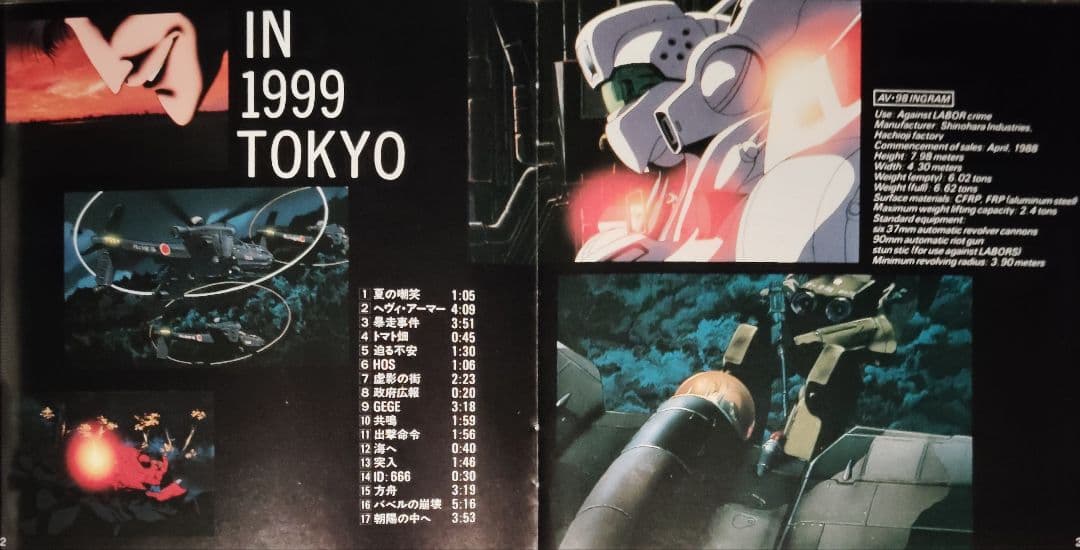 IN
1999
TOKYO
1 夏の嘲笑 1:05
2 ヘヴィ・アーマー 4:09
3 暴走事件 3:51
4 トマト畑 0:45
5 迫る不安 1:30
6 HOS 1:06
7 虚影の街 2:23
8 政府広報 0:20
9 GEGE 3:18
10 共鳴 1:59
11 出撃命令 1:56
12 海へ 0:40
13 突入 1:46
14 ID:666 0:30
15 方舟 3:19
16 バベルの崩壊 5:16
17 朝陽の中へ 3:53
2
AV·98 INGRAM
Use: Against LABOR crime
Manufacturer: Shinohara Industries,
Hachioji factory
Commencement of sales: April, 1988
Height: 7.98 meters
Width: 4.30 meters
Weight (empty): 6.02 tons
Weight (full): 6.62 tons
Surface materials: CFRP, FRP (aluminum steel)
Maximum weight lifting capacity: 2.4 tons
Standard equipment:
six 37mm automatic revolver cannons
90mm automatic riot gun
stun stic (for use against LABORS)
Minimum revolving radius: 3.90 meters
3